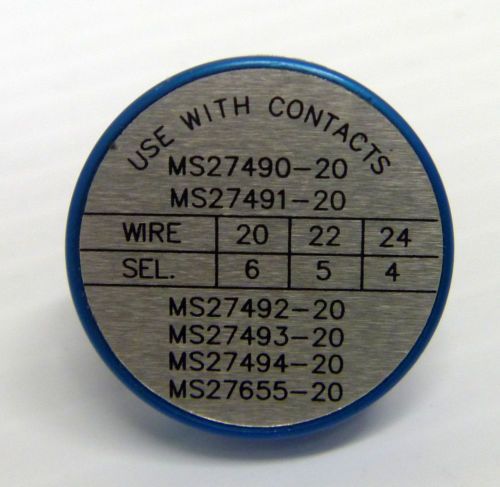 USE WITH CONTACTS
MS27490-20
MS27491-20
WIRE 20 22 24
SEL. 6 5 4
MS27492-20
MS27493-20
MS27494-20
MS27655-20